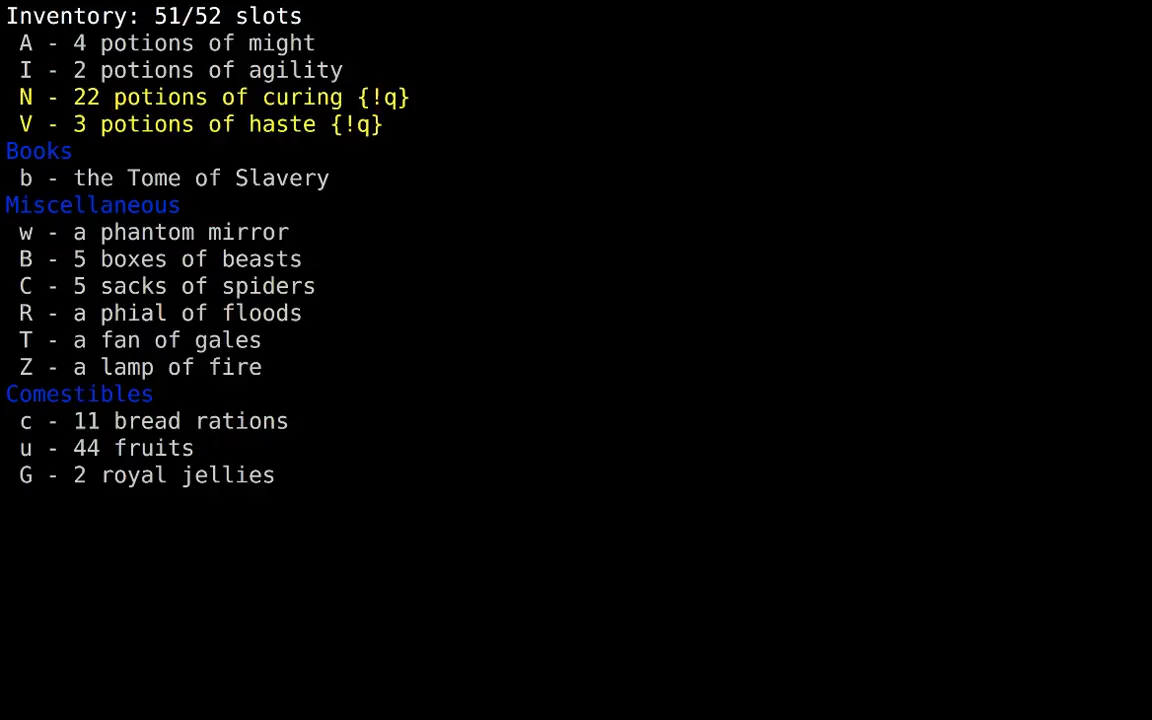 Inventory: 51/52 slots
A - 4 potions of might
I - 2 potions of agility
N - 22 potions of curing {!q}
V - 3 potions of haste {!q}
Books
b - the Tome of Slavery
Miscellaneous
w - a phantom mirror
B - 5 boxes of beasts
C - 5 sacks of spiders
R - a phial of floods
T - a fan of gales
Z - a lamp of fire
Comestibles
c - 11 bread rations
u - 44 fruits
G - 2 royal jellies